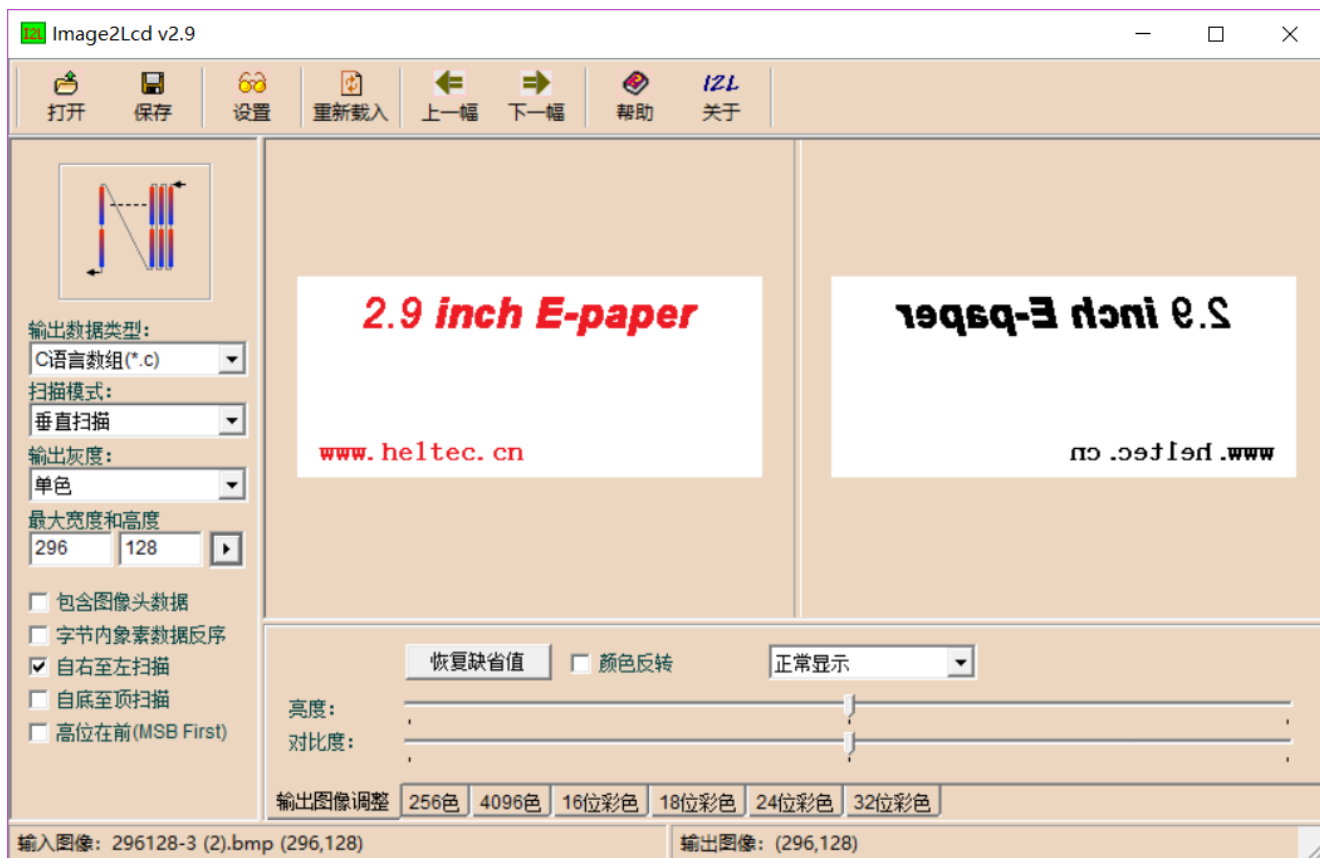 Image2Lcd v2.9
打开 保存 设置 重新载入 上一幅 下一幅 帮助 关于
I2L
I2L
输出数据类型:
C语言数组(*.c)
扫描模式:
垂直扫描
输出灰度:
单色
最大宽度和高度
296 128
包含图像头数据
字节内象素数据反序
自右至左扫描
自底至顶扫描
高位在前(MSB First)
2.9 inch E-paper
www.heltec.cn
2.9 inch E-paper
www.heltec.cn
恢复缺省值 颜色反转 正常显示
亮度:
对比度:
输出图像调整 256色 4096色 16位彩色 18位彩色 24位彩色 32位彩色
输入图像: 296128-3 (2).bmp (296,128) 输出图像: (296,128)